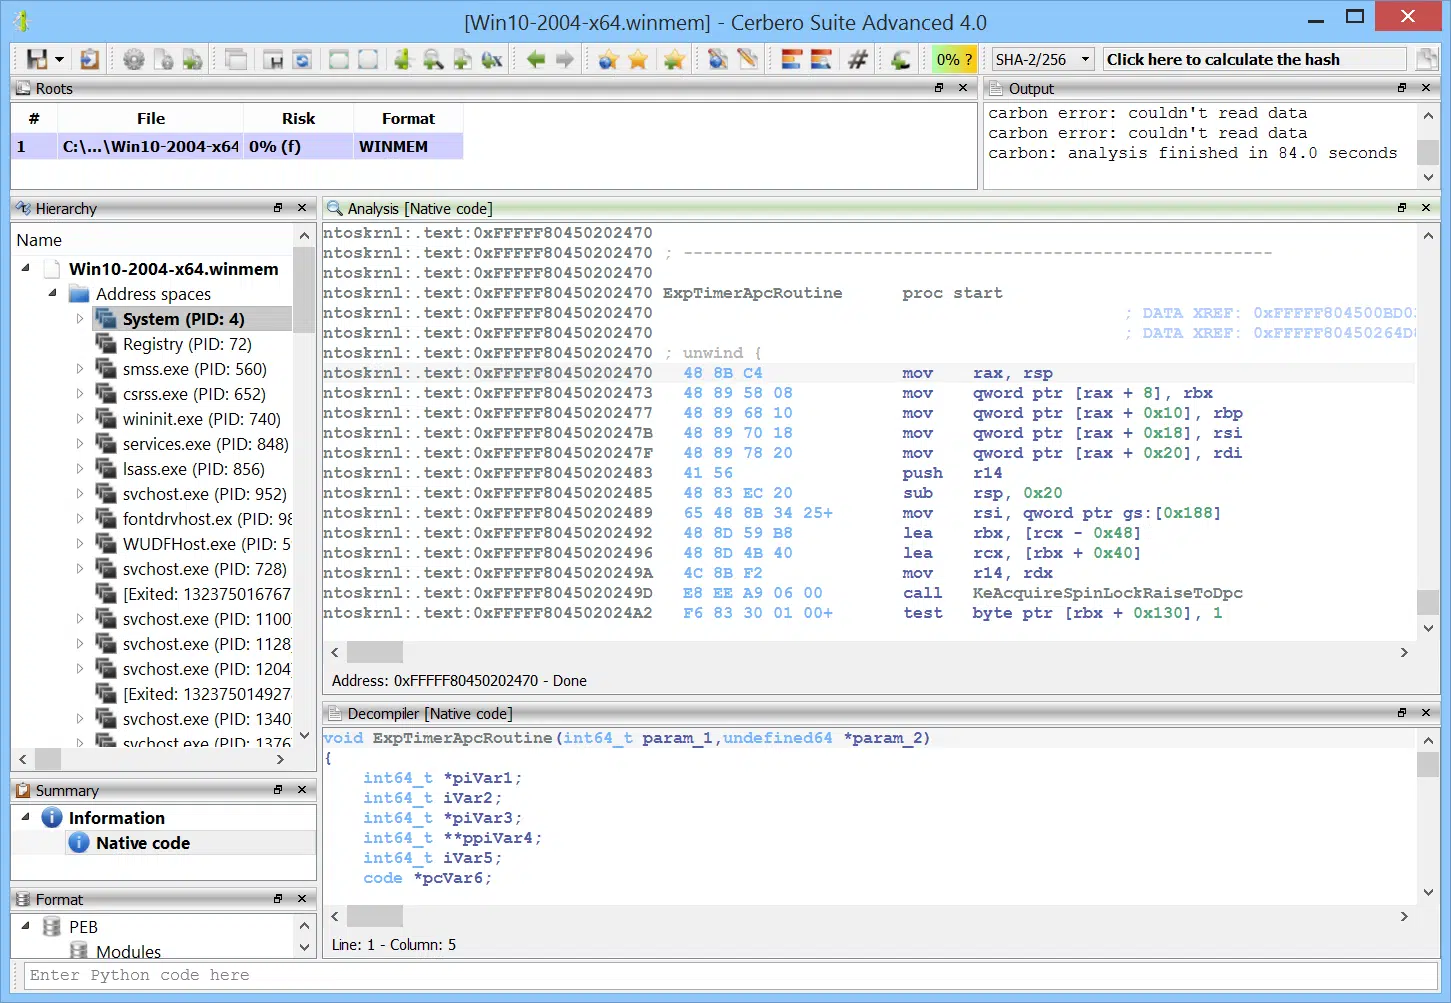 [Win10-2004-x64.winmem] - Cerbero Suite Advanced 4.0
0% ?
SHA-2/256
Click here to calculate the hash
Roots
# File Risk Format
1 C:\...\Win10-2004-x64 0% (f) WINMEM
Output
carbon error: couldn't read data
carbon error: couldn't read data
carbon: analysis finished in 84.0 seconds
Hierarchy
Name
Win10-2004-x64.winmem
Address spaces
System (PID: 4)
Registry (PID: 72)
smss.exe (PID: 560)
csrss.exe (PID: 652)
wininit.exe (PID: 740)
services.exe (PID: 848)
lsass.exe (PID: 856)
svchost.exe (PID: 952)
fontdrvhost.ex (PID: 98
WUDFHost.exe (PID: 5
svchost.exe (PID: 728)
[Exited: 132375016767
svchost.exe (PID: 1100)
svchost.exe (PID: 1128)
svchost.exe (PID: 1204)
[Exited: 132375014927
svchost.exe (PID: 1340)
svchost.exe (PID: 1376
Summary
Information
Native code
Format
PEB
Modules
Analysis [Native code]
ntoskrnl:.text:0xFFFFF80450202470
ntoskrnl:.text:0xFFFFF80450202470 ; -----------------------------------------------------------
ntoskrnl:.text:0xFFFFF80450202470
ntoskrnl:.text:0xFFFFF80450202470 ExpTimerApcRoutine proc start
ntoskrnl:.text:0xFFFFF80450202470 ; DATA XREF: 0xFFFFF804500BD0
ntoskrnl:.text:0xFFFFF80450202470 ; DATA XREF: 0xFFFFF80450264D
ntoskrnl:.text:0xFFFFF80450202470 ; unwind {
ntoskrnl:.text:0xFFFFF80450202470 48 8B C4 mov rax, rsp
ntoskrnl:.text:0xFFFFF80450202473 48 89 58 08 mov qword ptr [rax + 8], rbx
ntoskrnl:.text:0xFFFFF80450202477 48 89 68 10 mov qword ptr [rax + 0x10], rbp
ntoskrnl:.text:0xFFFFF8045020247B 48 89 70 18 mov qword ptr [rax + 0x18], rsi
ntoskrnl:.text:0xFFFFF8045020247F 48 89 78 20 mov qword ptr [rax + 0x20], rdi
ntoskrnl:.text:0xFFFFF80450202483 41 56 push r14
ntoskrnl:.text:0xFFFFF80450202485 48 83 EC 20 sub rsp, 0x20
ntoskrnl:.text:0xFFFFF80450202489 65 48 8B 34 25+ mov rsi, qword ptr gs:[0x188]
ntoskrnl:.text:0xFFFFF80450202492 48 8D 59 B8 lea rbx, [rcx - 0x48]
ntoskrnl:.text:0xFFFFF80450202496 48 8D 4B 40 lea rcx, [rbx + 0x40]
ntoskrnl:.text:0xFFFFF8045020249A 4C 8B F2 mov r14, rdx
ntoskrnl:.text:0xFFFFF8045020249D E8 EE A9 06 00 call KeAcquireSpinLockRaiseToDpc
ntoskrnl:.text:0xFFFFF804502024A2 F6 83 30 01 00+ test byte ptr [rbx + 0x130], 1
Address: 0xFFFFF80450202470 - Done
Decompiler [Native code]
void ExpTimerApcRoutine(int64_t param_1,undefined64 *param_2)
{
int64_t *piVar1;
int64_t iVar2;
int64_t *piVar3;
int64_t **ppiVar4;
int64_t iVar5;
code *pcVar6;
Line: 1 - Column: 5
Enter Python code here